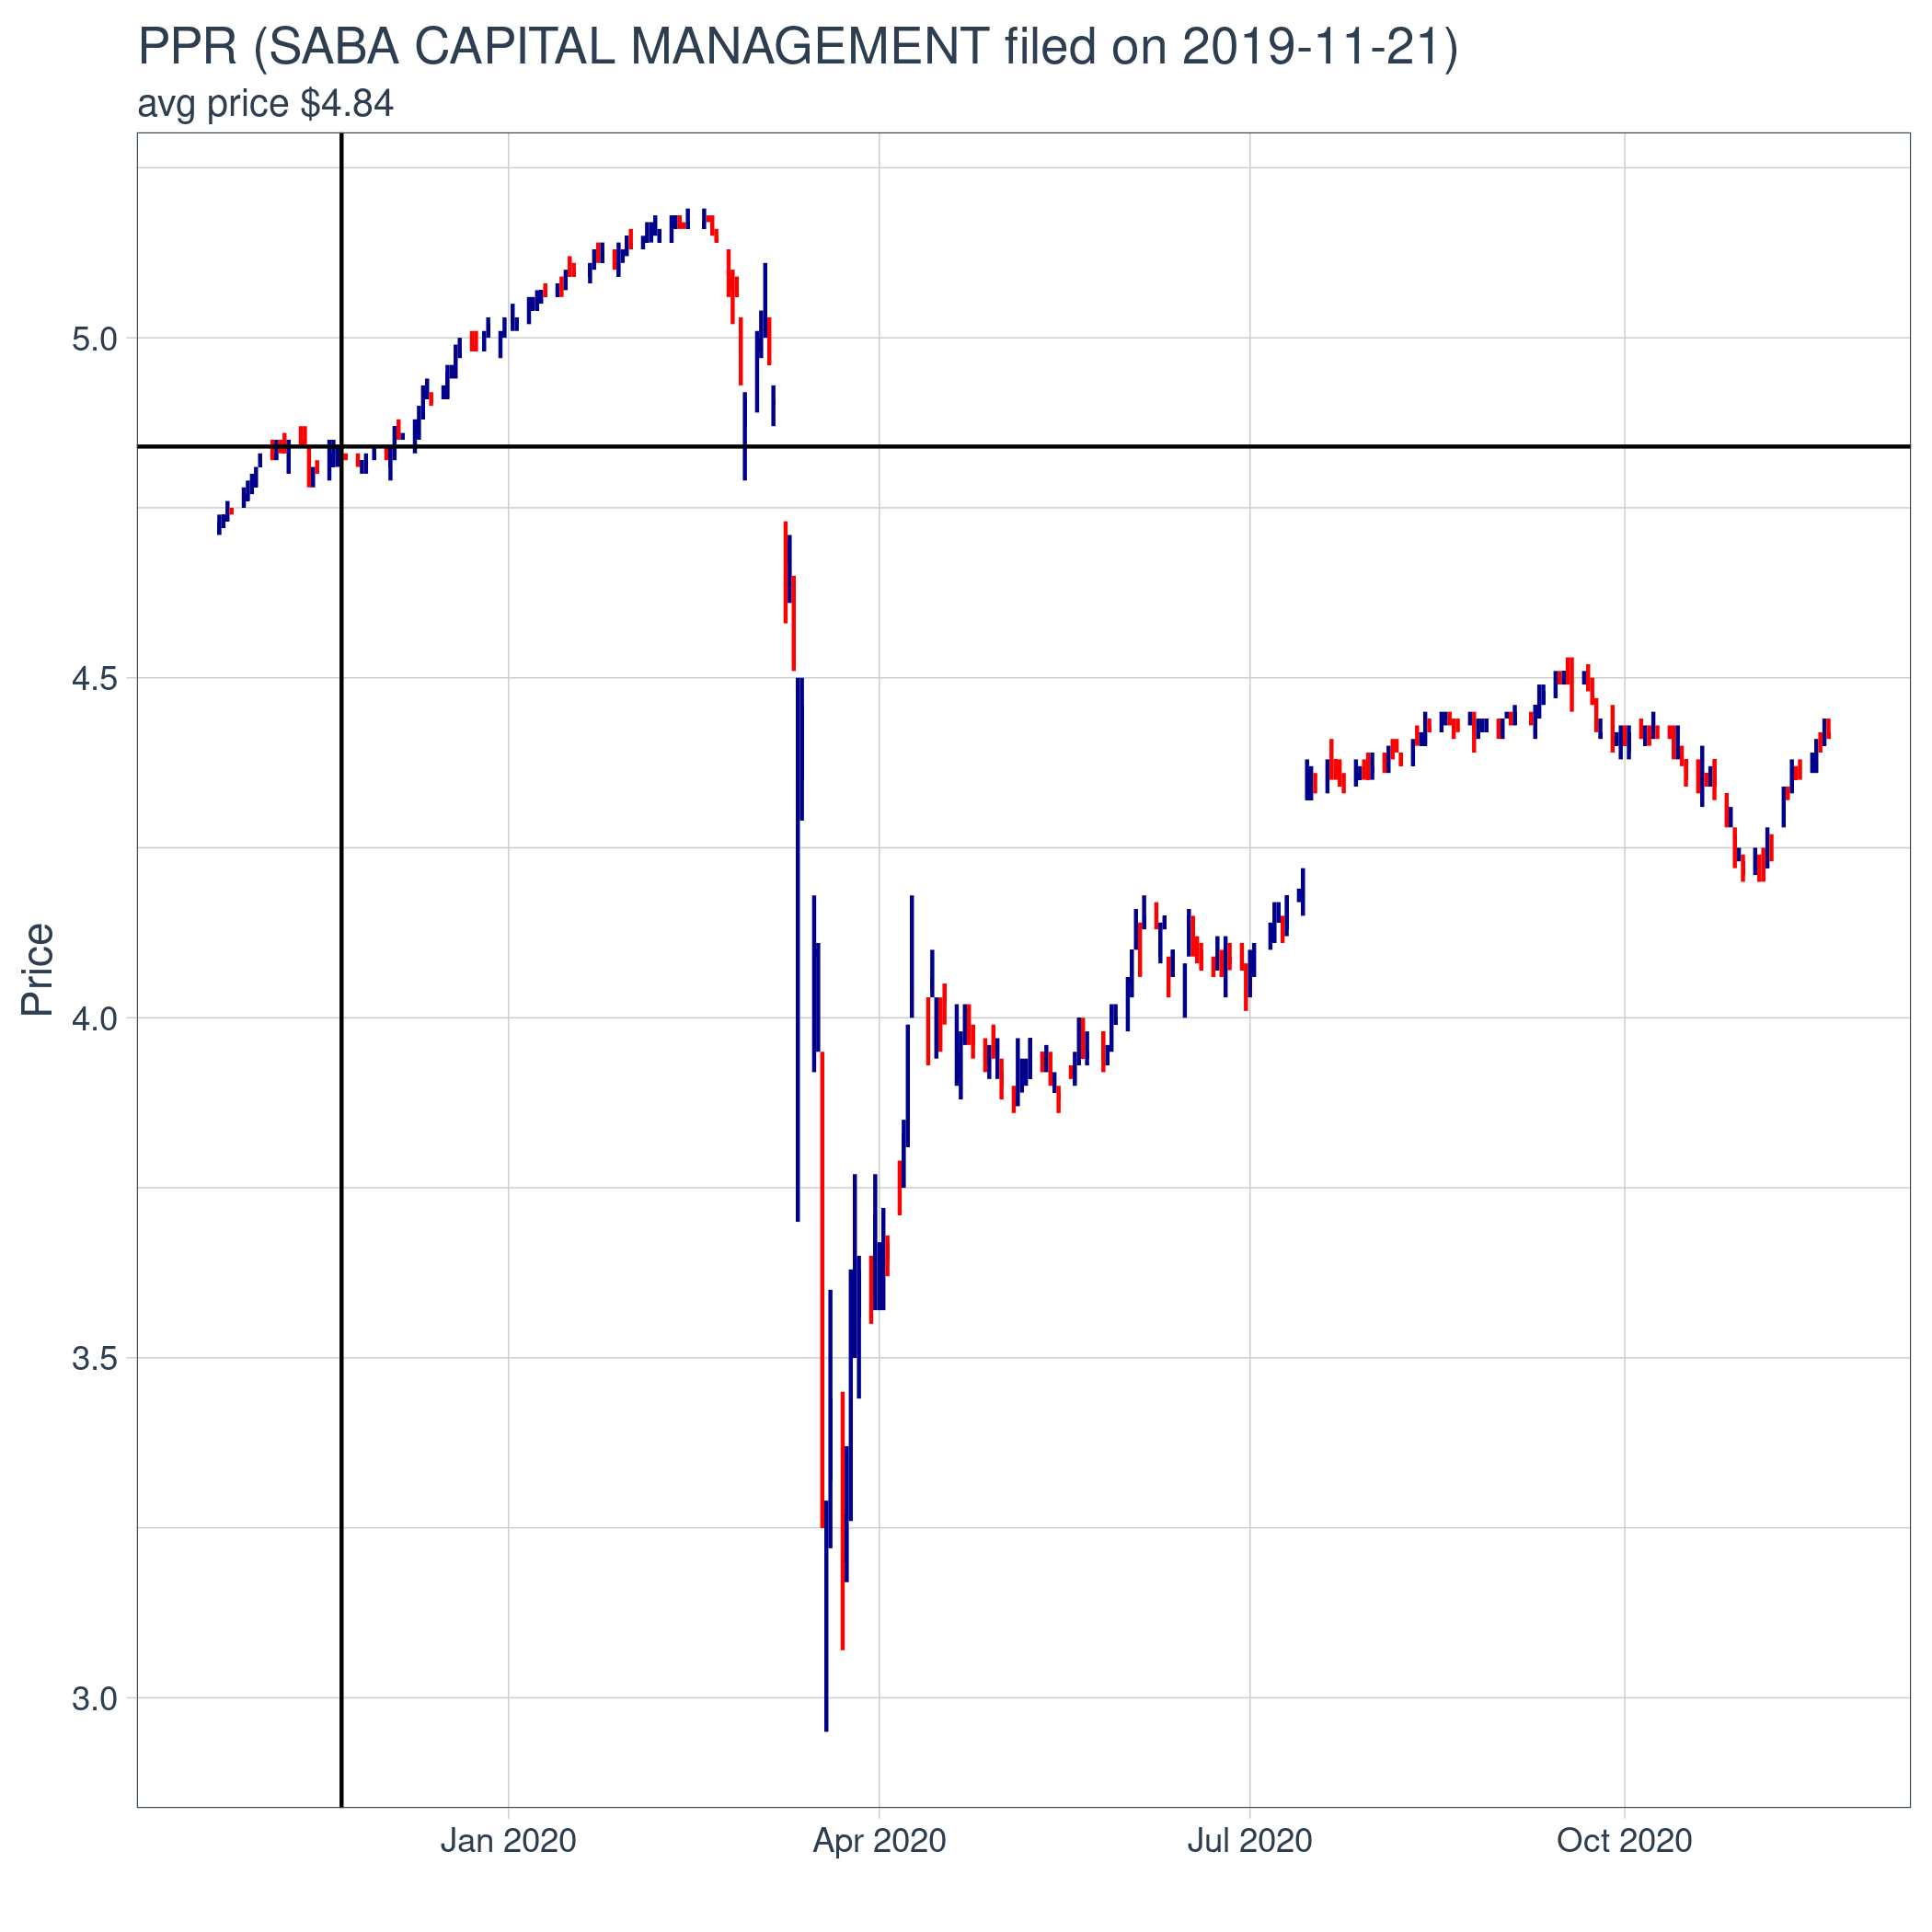 PPR (SABA CAPITAL MANAGEMENT filed on 2019-11-21)
avg price $4.84
5.0
4.5
4.0
3.5
3.0
Price
Jan 2020
Apr 2020
Jul 2020
Oct 2020